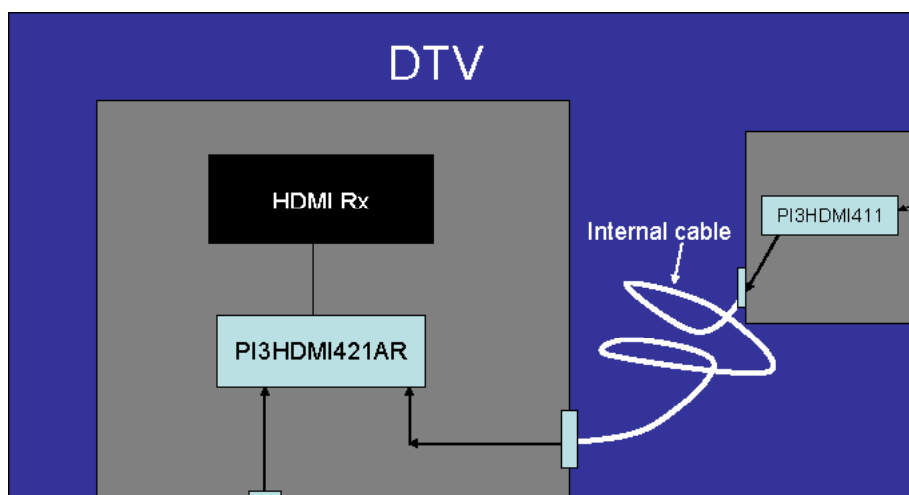 DTV
HDMI Rx
PI3HDMI411
Internal cable
PI3HDMI421AR